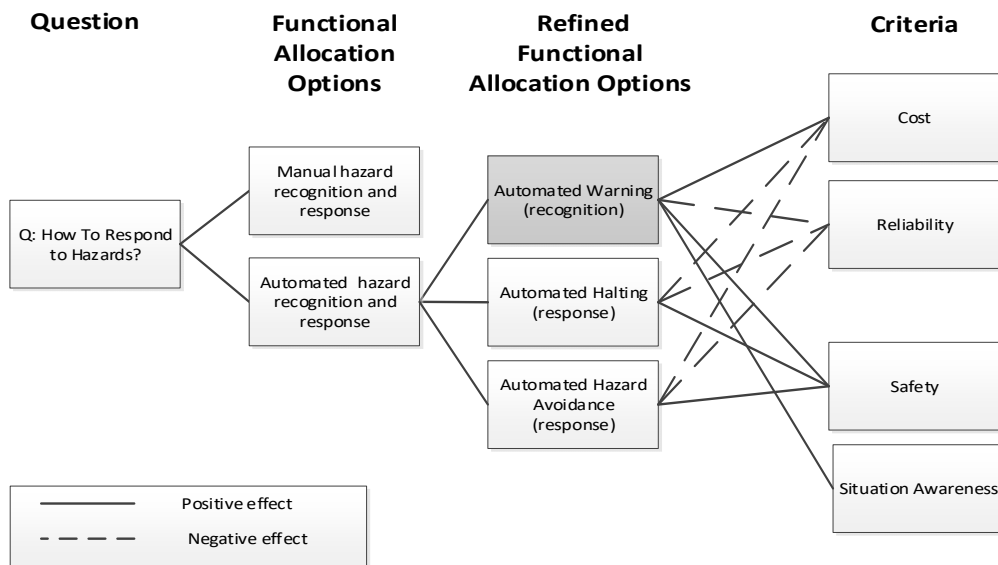 Question
Functional
Allocation
Options
Refined
Functional
Allocation Options
Criteria
Q: How To Respond
to Hazards?
Manual hazard
recognition and
response
Automated hazard
recognition and
response
Automated Warning
(recognition)
Automated Halting
(response)
Automated Hazard
Avoidance
(response)
Cost
Reliability
Safety
Situation Awareness
Positive effect
Negative effect